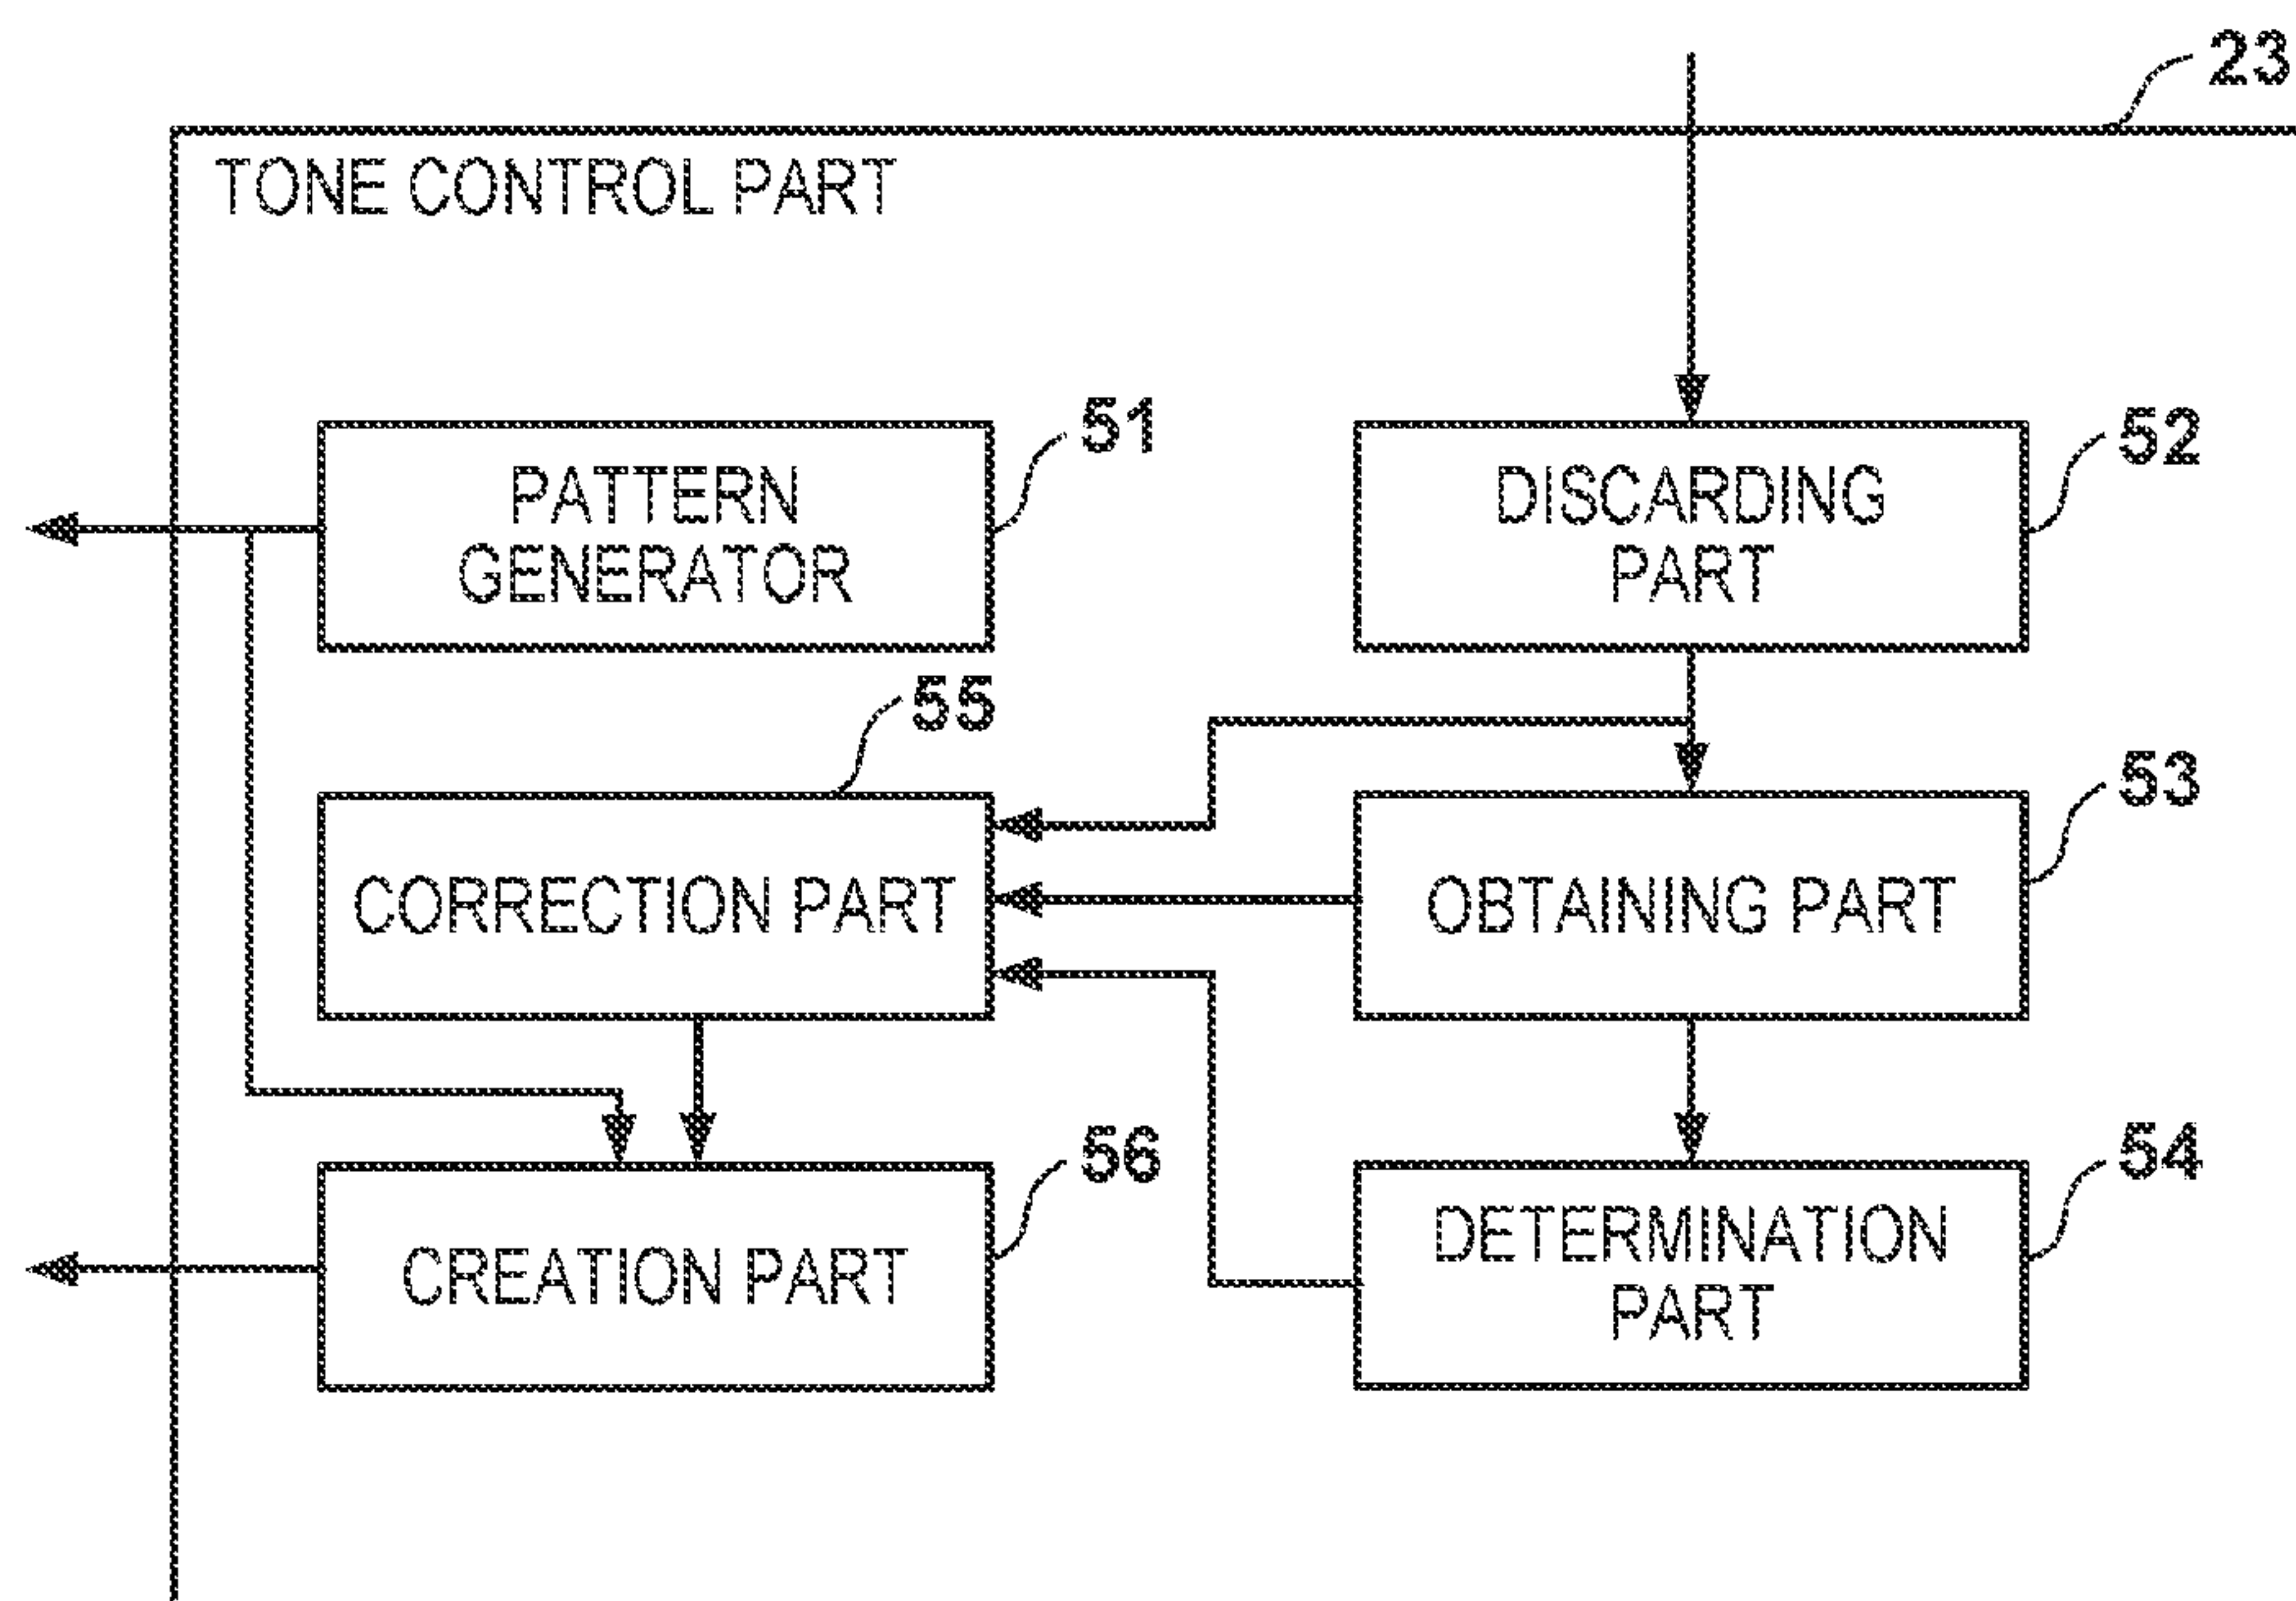 23
TONE CONTROL PART
51
PATTERN
GENERATOR
52
DISCARDING
PART
55
CORRECTION PART
53
OBTAINING PART
56
CREATION PART
54
DETERMINATION
PART